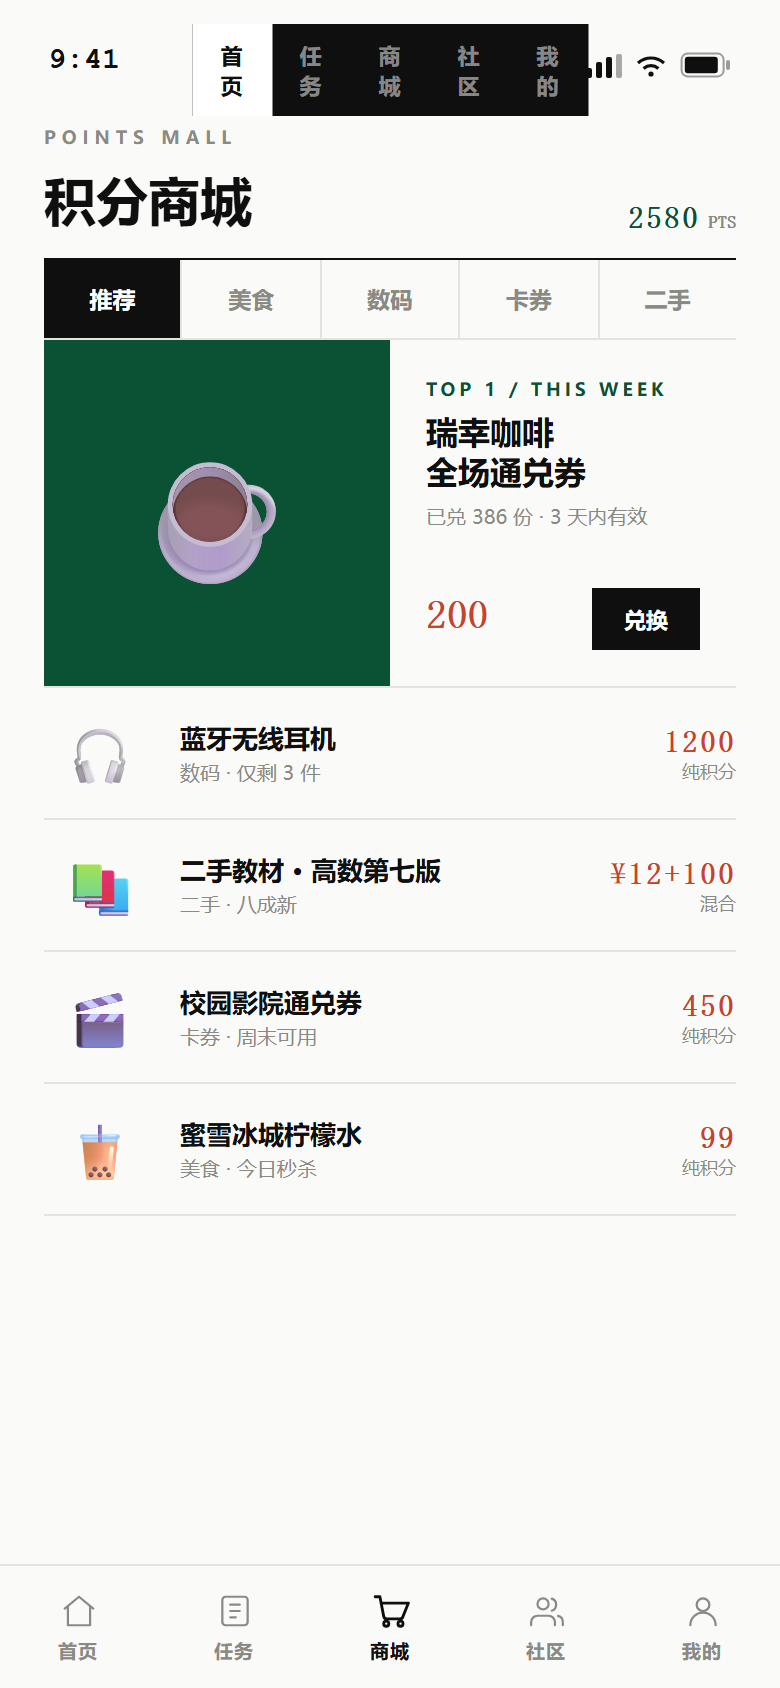 9:41
首页 任务 商城 社区 我的
POINTS MALL
积分商城
2580 PTS
推荐 美食 数码 卡券 二手
TOP 1 / THIS WEEK
瑞幸咖啡
全场通兑券
已兑 386 份 · 3 天内有效
200 兑换
蓝牙无线耳机 1200
数码 · 仅剩 3 件 纯积分
二手教材 · 高数第七版 ¥12+100
二手 · 八成新 混合
校园影院通兑券 450
卡券 · 周末可用 纯积分
蜜雪冰城柠檬水 99
美食 · 今日秒杀 纯积分
首页 任务 商城 社区 我的